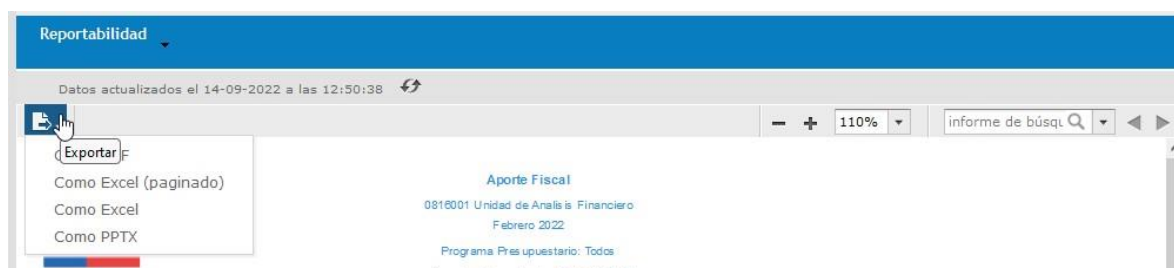 Reportabilidad
Datos actualizados el 14-09-2022 a las 12:50:38
110%
informe de búsqu
Exportar
Como Excel (paginado)
Como Excel
Como PPTX
Aporte Fiscal
0816001 Unidad de Analisis Financiero
Febrero 2022
Programa Presupuestario: Todos